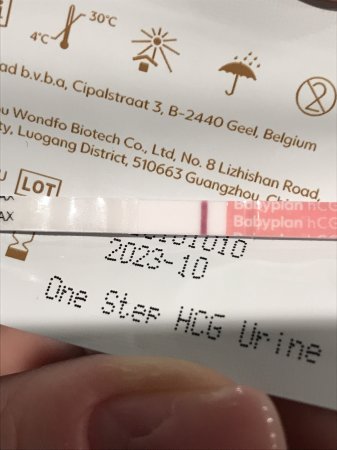 30°C
4°C
ad b.v.b.a, Cipalstraat 3, B-2440 Geel, Belgium
Wondfo Biotech Co., Ltd, No. 8 Lizhishan Road,
ty, Luogang District, 510663 Guangzhou,
LOT
AX
Babyplan hCG
Babyplan hCG
2023-10
One Step HCG Urine